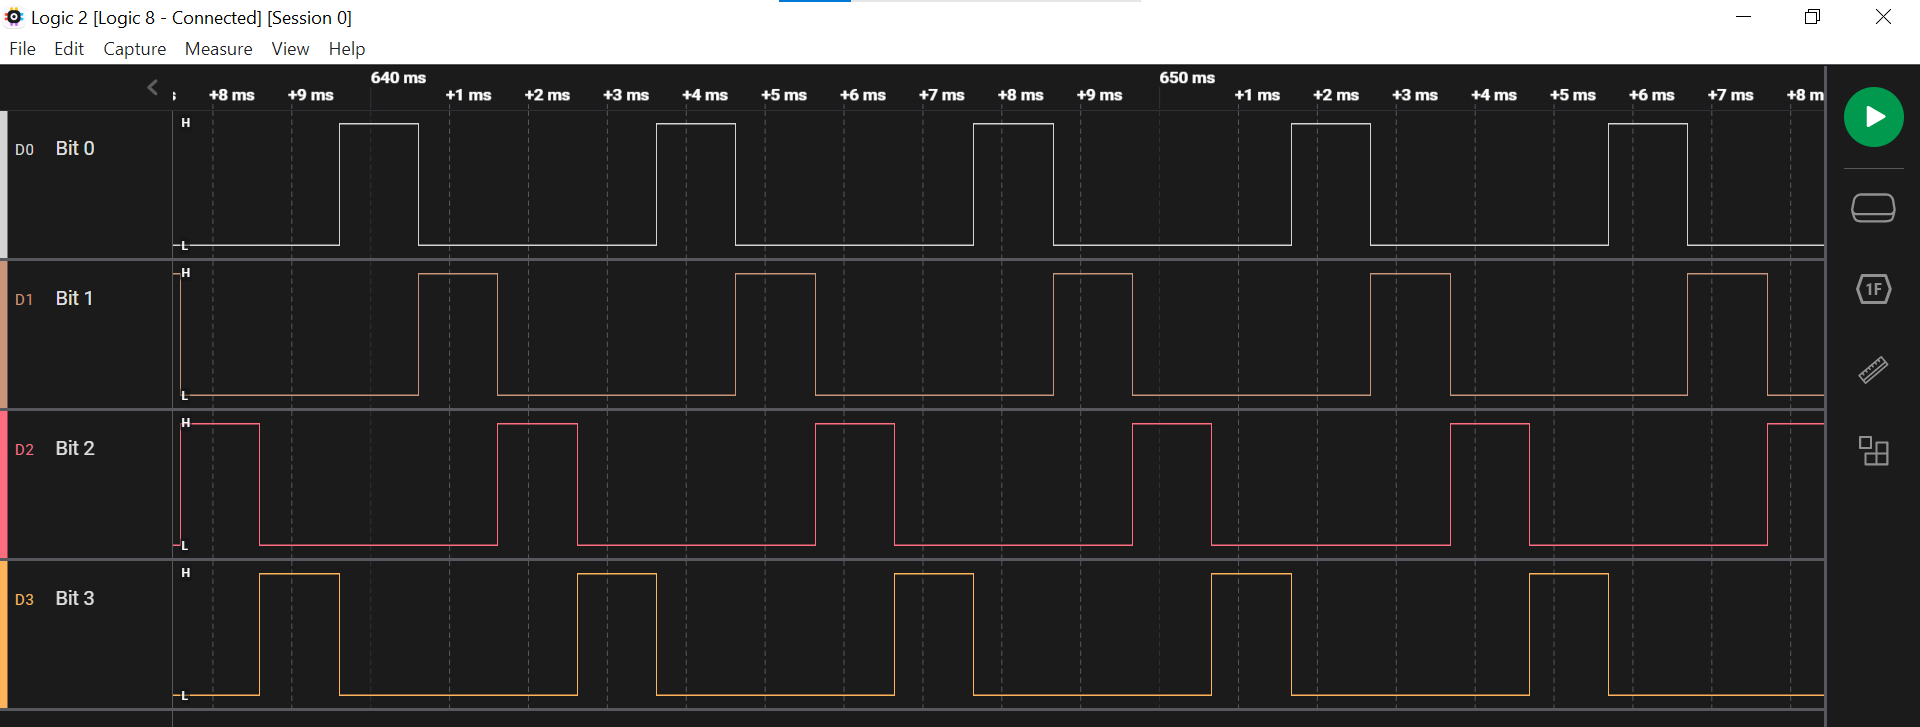 Logic 2 [Logic 8 - Connected] [Session 0]
File Edit Capture Measure View Help
640 ms 650 ms
+8 ms +9 ms +1 ms +2 ms +3 ms +4 ms +5 ms +6 ms +7 ms +8 ms +9 ms +1 ms +2 ms +3 ms +4 ms +5 ms +6 ms +7 ms +8 m
H
D0 Bit 0
L
H
D1 Bit 1
1F
L
H
D2 Bit 2
L
H
D3 Bit 3
L